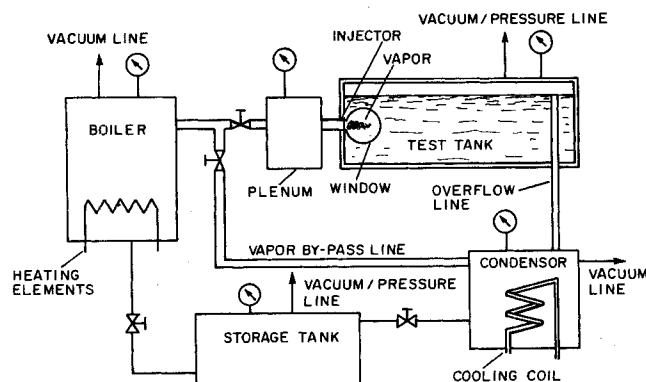 VACUUM / PRESSURE LINE
VACUUM LINE
INJECTOR
VAPOR
BOILER
TEST TANK
PLENUM
WINDOW
OVERFLOW
LINE
VAPOR BY-PASS LINE
HEATING
ELEMENTS
VACUUM / PRESSURE
LINE
CONDENSOR
VACUUM
LINE
STORAGE TANK
COOLING COIL